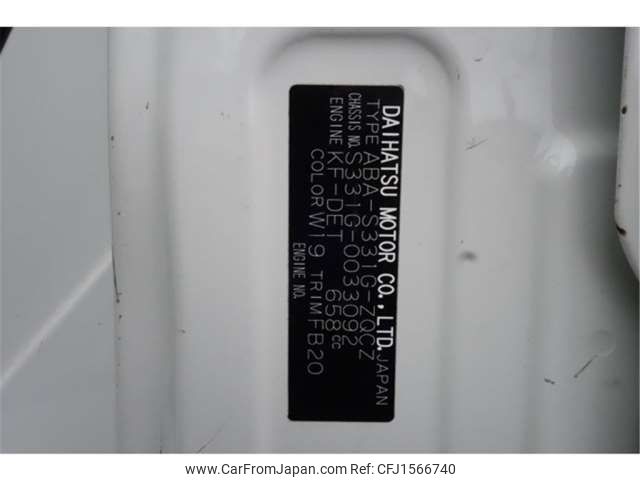 DAIHATSU MOTOR CO.,LTD. JAPAN
TYPE ABA-S331G-ZQCZ
CHASSIS NO. S331G-0033092
ENGINE KF-DET 658cc
COLOR W19 TRIM FB20
ENGINE NO.
www.CarFromJapan.com - CFJ1566740